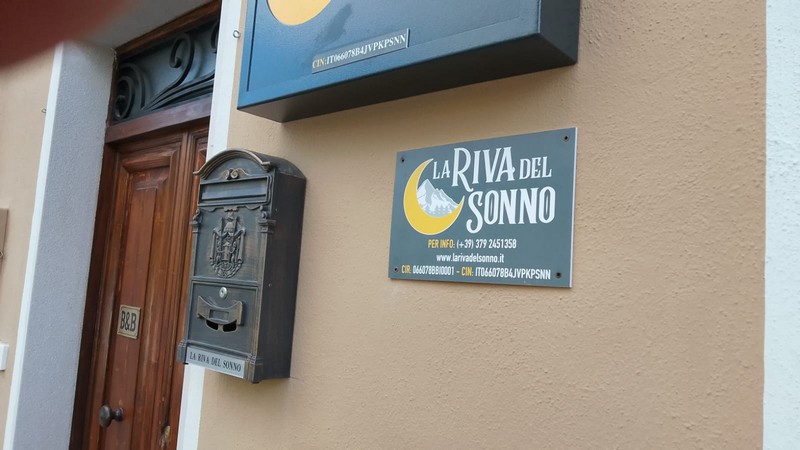 CIN:IT066078B4JVPKPSNN
LA RIVA DEL
SONNO
PER INFO: (+39) 379 2451358
www.larivadelsonno.it
CIR: 066078BBI0001 - CIN: IT066078B4JVPKPSNN
B&B
LA RIVA DEL SONNO